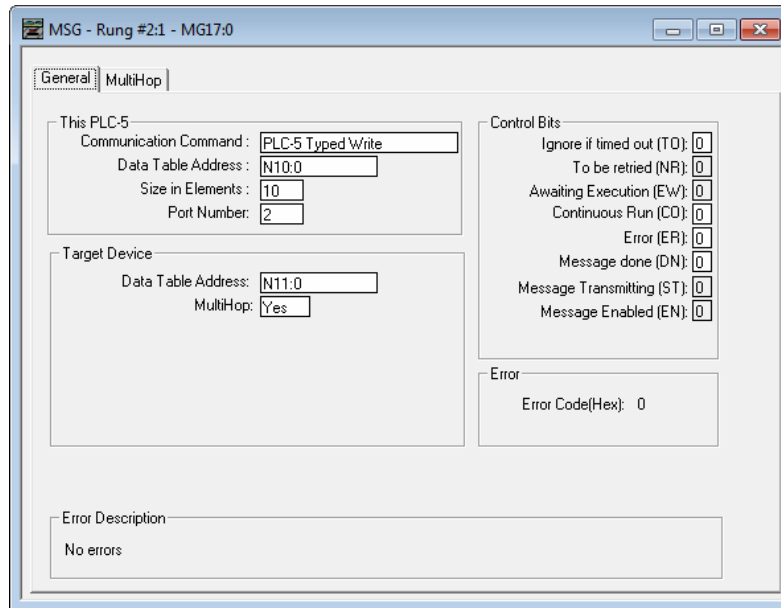 MSG - Rung #2:1 - MG17:0
General MultiHop
This PLC-5
Communication Command : PLC-5 Typed Write
Data Table Address : N10:0
Size in Elements : 10
Port Number: 2
Target Device
Data Table Address: N11:0
MultiHop: Yes
Control Bits
Ignore if timed out (TO): 0
To be retried (NR): 0
Awaiting Execution (EW): 0
Continuous Run (CO): 0
Error (ER): 0
Message done (DN): 0
Message Transmitting (ST): 0
Message Enabled (EN): 0
Error
Error Code(Hex): 0
Error Description
No errors